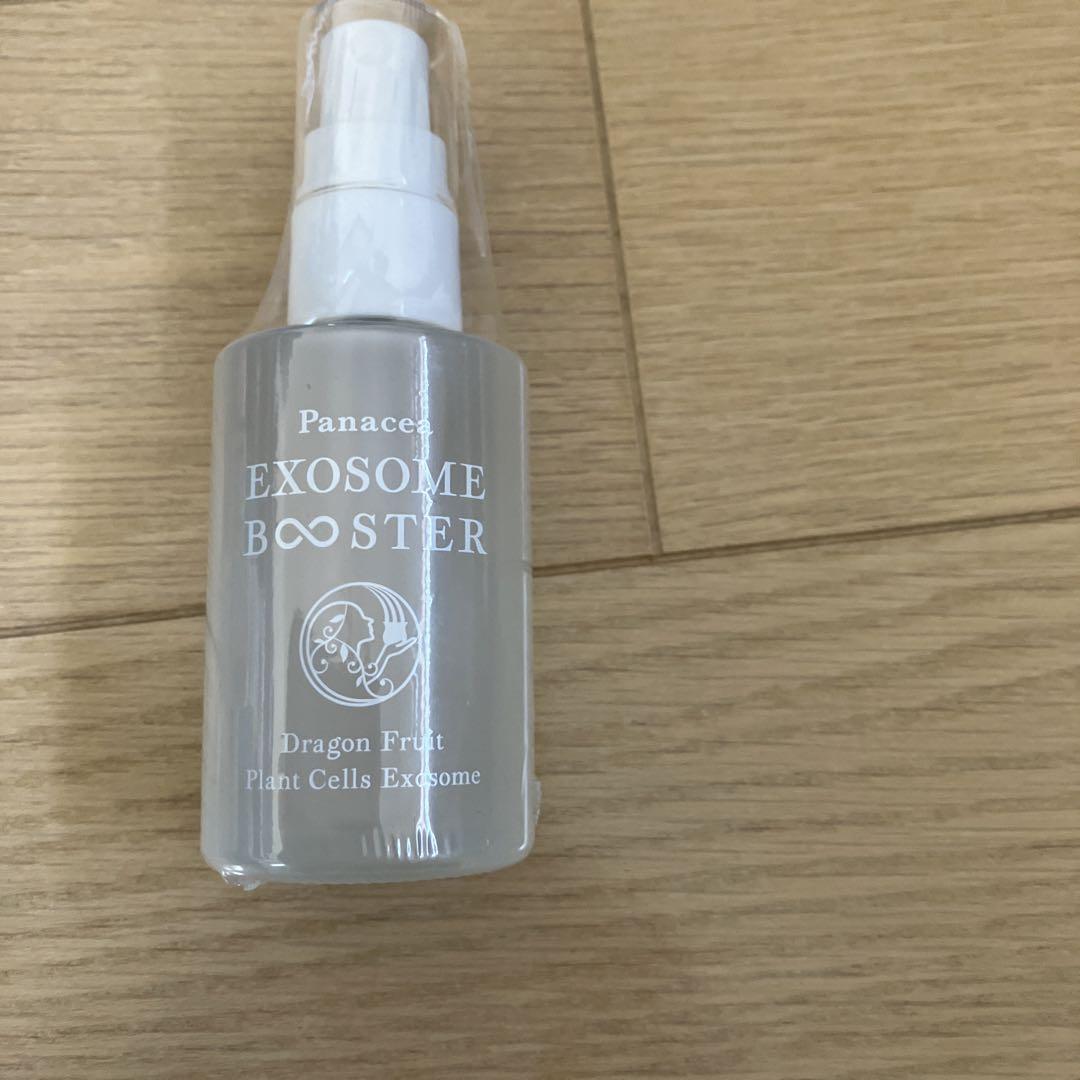 Panacea
EXOSOME
B∞STER
Dragon Fruit
Plant Cells Exosome